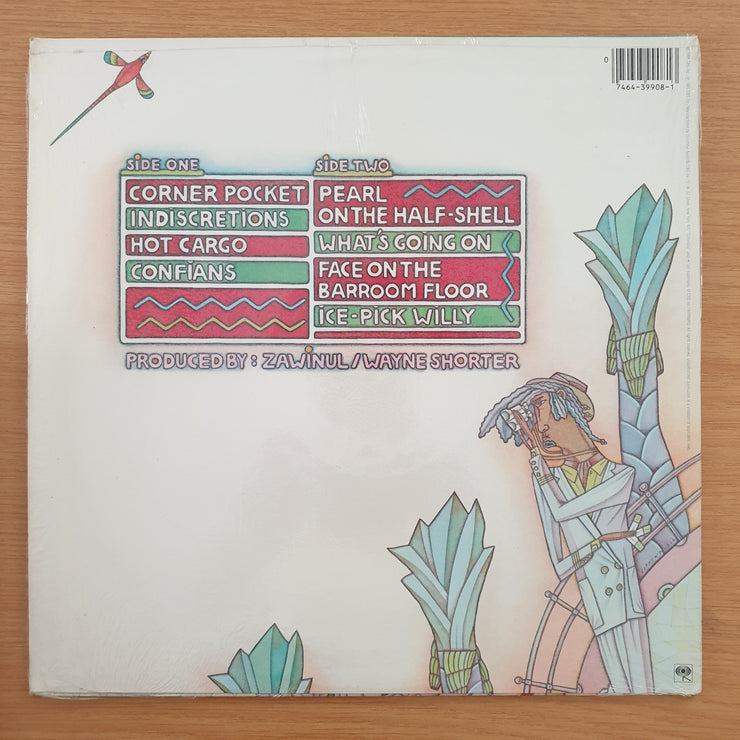 0
7464-39908-1
SiDE ONE
CORNER POCKET
INDISCRETIONS
HOT CARGO
CONFiANS
SiDE TWO
PEARL
ON THE HALF-SHELL
WHAT'S GOING ON
FACE ON THE
BARROOM FLOOR
iCE-PICK WILLY
PRODUCED BY: ZAWiNUL/WAYNE SHORTER